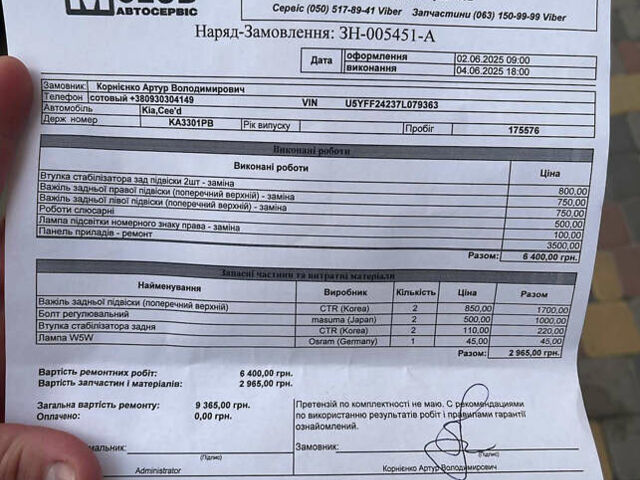 АВТОСЕРВІС
Сервіс (050) 517-89-41 Viber Запчастини (063) 150-99-99 Viber
Наряд-Замовлення: ЗН-005451-А
Дата оформлення 02.06.2025 09:00
виконання 04.06.2025 18:00
Замовник: Корнієнко Артур Володимирович
Телефон сотовый +380930304149 VIN U5YFF24237L079363
Автомобіль Kia,Cee'd
Держ номер KA3301PB Рік випуску Пробіг 175576
Виконані роботи
Виконані роботи Ціна
Втулка стабілізатора зад підвіски 2шт - заміна 800,00
Важіль задньої правої підвіски (поперечний верхній) - заміна 750,00
Важіль задньої лівої підвіски (поперечний верхній) - заміна 750,00
Роботи слюсарні 500,00
Лампа підсвітки номерного знаку права - заміна 100,00
Панель приладів - ремонт 3500,00
Разом: 6 400,00 грн.
Запасні частини та витратні матеріали
Найменування Виробник Кількість Ціна Разом
Важіль задньої підвіски (поперечний верхній) CTR (Korea) 2 850,00 1700,00
Болт регулювальний masuma (Japan) 2 500,00 1000,00
Втулка стабілізатора задня CTR (Korea) 2 110,00 220,00
Лампа W5W Osram (Germany) 1 45,00 45,00
Разом: 2 965,00 грн.
Вартість ремонтних робіт: 6 400,00 грн.
Вартість запчастин і матеріалів: 2 965,00 грн.
Загальна вартість ремонту: 9 365,00 грн.
Оплачено: 0,00 грн.
Претензій по комплектності не маю. С рекомендациями
по використанню результатів робіт і правилами гарантії
ознайомлений.
Замовник:
(Підпис) (Підпис)
Administrator Корнієнко Артур Володимирович